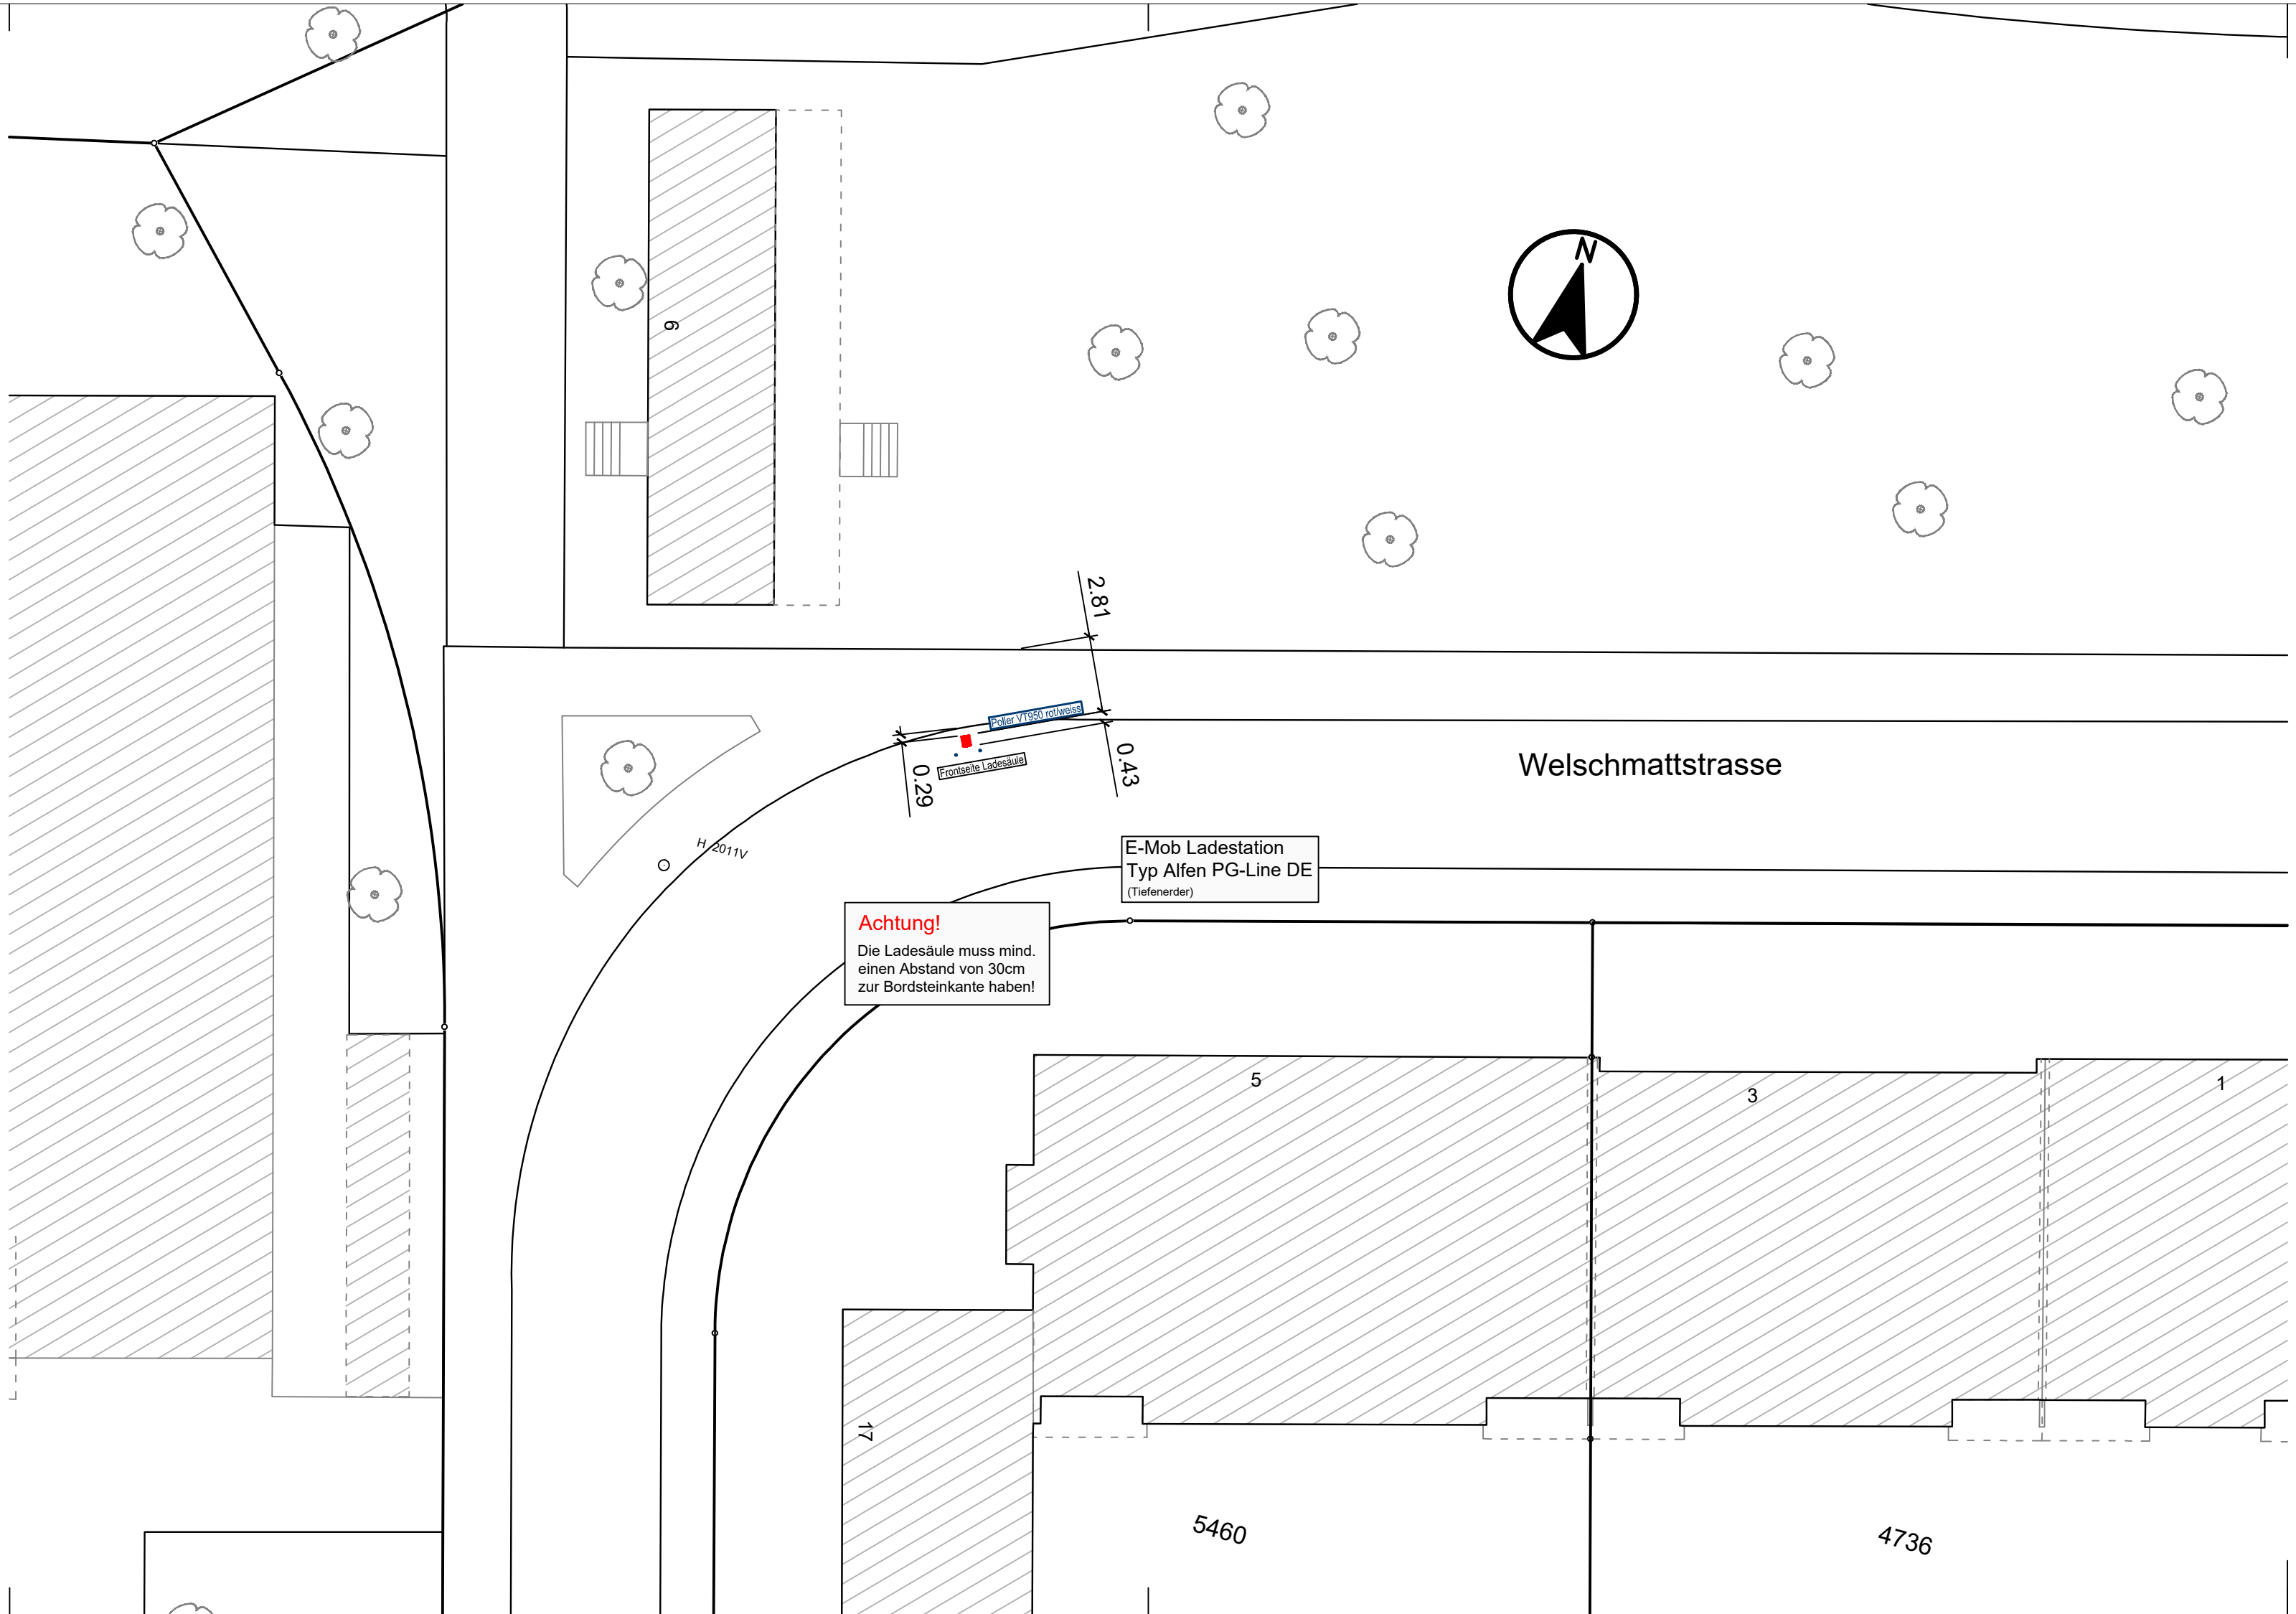 N
6
2.81
Poller VT950 rot/weiss
Frontseite Ladesäule
0.29
0.43
Welschmattstrasse
H 2011V
E-Mob Ladestation
Typ Alfen PG-Line DE
(Tiefenerder)
Achtung!
Die Ladesäule muss mind.
einen Abstand von 30cm
zur Bordsteinkante haben!
5
3
1
17
5460
4736